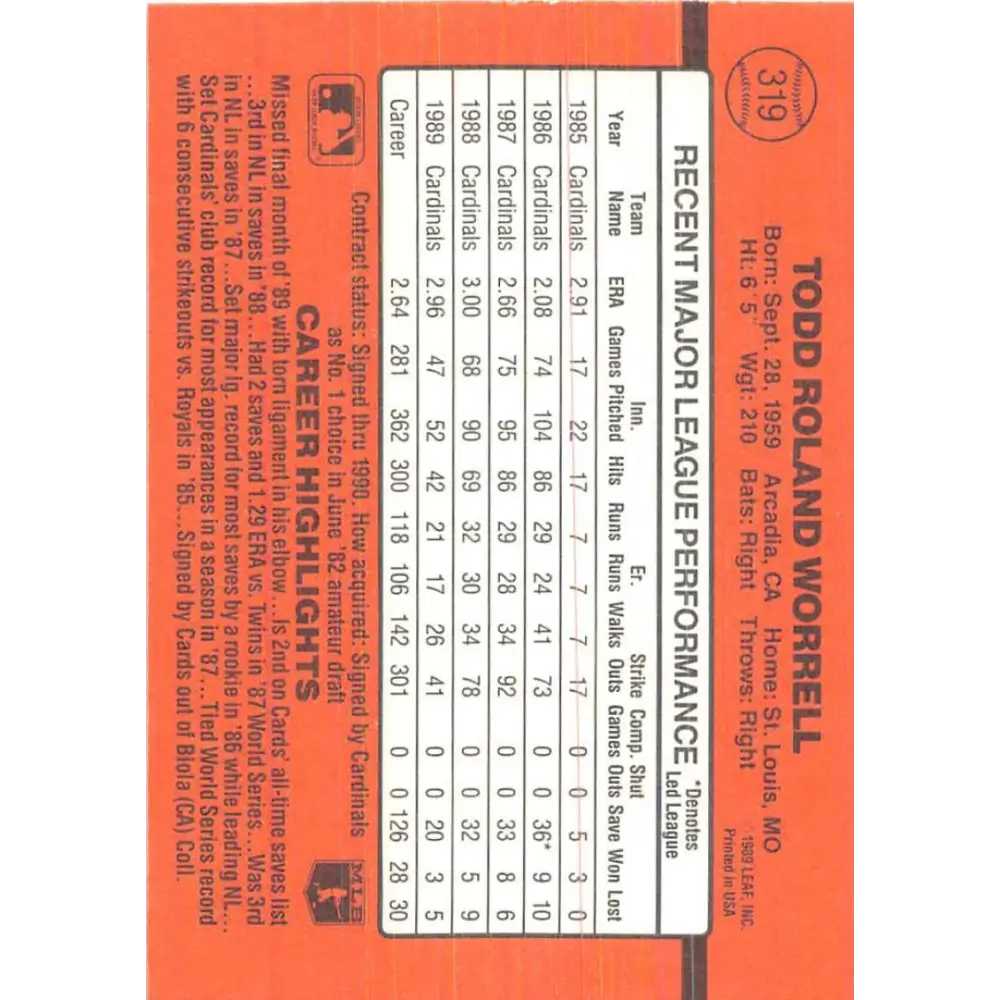 319
TODD ROLAND WORRELL
Born: Sept. 28, 1959 Arcadia, CA Home: St. Louis, MO
Ht: 6' 5" Wgt: 210 Bats: Right Throws: Right
1989 LEAF, INC.
Printed in USA
RECENT MAJOR LEAGUE PERFORMANCE *Denotes Led League
Year Team Name ERA Games Inn. Pitched Hits Runs Er. Runs Walks Strike Outs Comp. Games Shut Outs Save Won Lost
1985 Cardinals 2.91 17 22 17 7 7 7 17 0 0 5 3 0
1986 Cardinals 2.08 74 104 86 29 24 41 73 0 0 36* 9 10
1987 Cardinals 2.66 75 95 86 29 28 34 92 0 0 33 8 6
1988 Cardinals 3.00 68 90 69 32 30 34 78 0 0 32 5 9
1989 Cardinals 2.96 47 52 42 21 17 26 41 0 0 20 3 5
Career 2.64 281 362 300 118 106 142 301 0 0 126 28 30
Contract status: Signed thru 1990. How acquired: Signed by Cardinals
as No. 1 choice in June '82 amateur draft
MLB
CAREER HIGHLIGHTS
Missed final month of '89 with torn ligament in his elbow...Is 2nd on Cards' all-time saves list
...3rd in NL in saves in '88...Had 2 saves and 1.29 ERA vs. Twins in '87 World Series...Was 3rd
in NL in saves in '87...Set major lg. record for most saves by a rookie in '86 while leading NL...
Set Cardinals' club record for most appearances in a season in '87...Tied World Series record
with 6 consecutive strikeouts vs. Royals in '85...Signed by Cards out of Biola (CA) Coll.